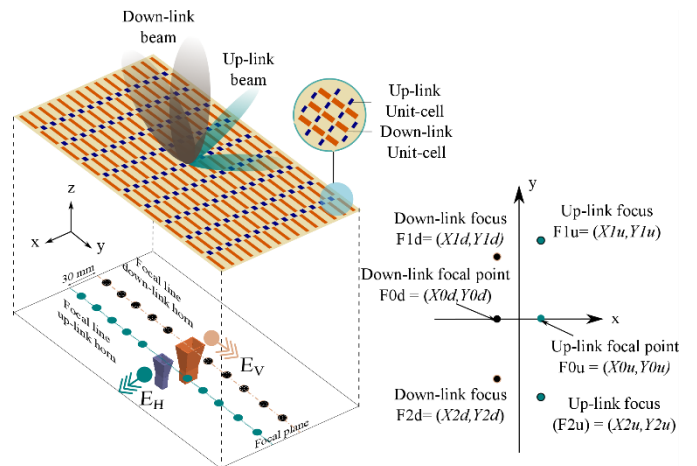 Down-link
beam
Up-link
beam
Up-link
Unit-cell
Down-link
Unit-cell
z
x
y
30 mm
Focal line
down-link horn
Focal line
up-link horn
E_V
E_H
Focal plane
y
Down-link focus
F1d= (X1d,Y1d)
Up-link focus
F1u= (X1u,Y1u)
Down-link focal point
F0d = (X0d,Y0d)
x
Up-link focal point
F0u = (X0u,Y0u)
Down-link focus
F2d= (X2d,Y2d)
Up-link focus
(F2u) = (X2u,Y2u)